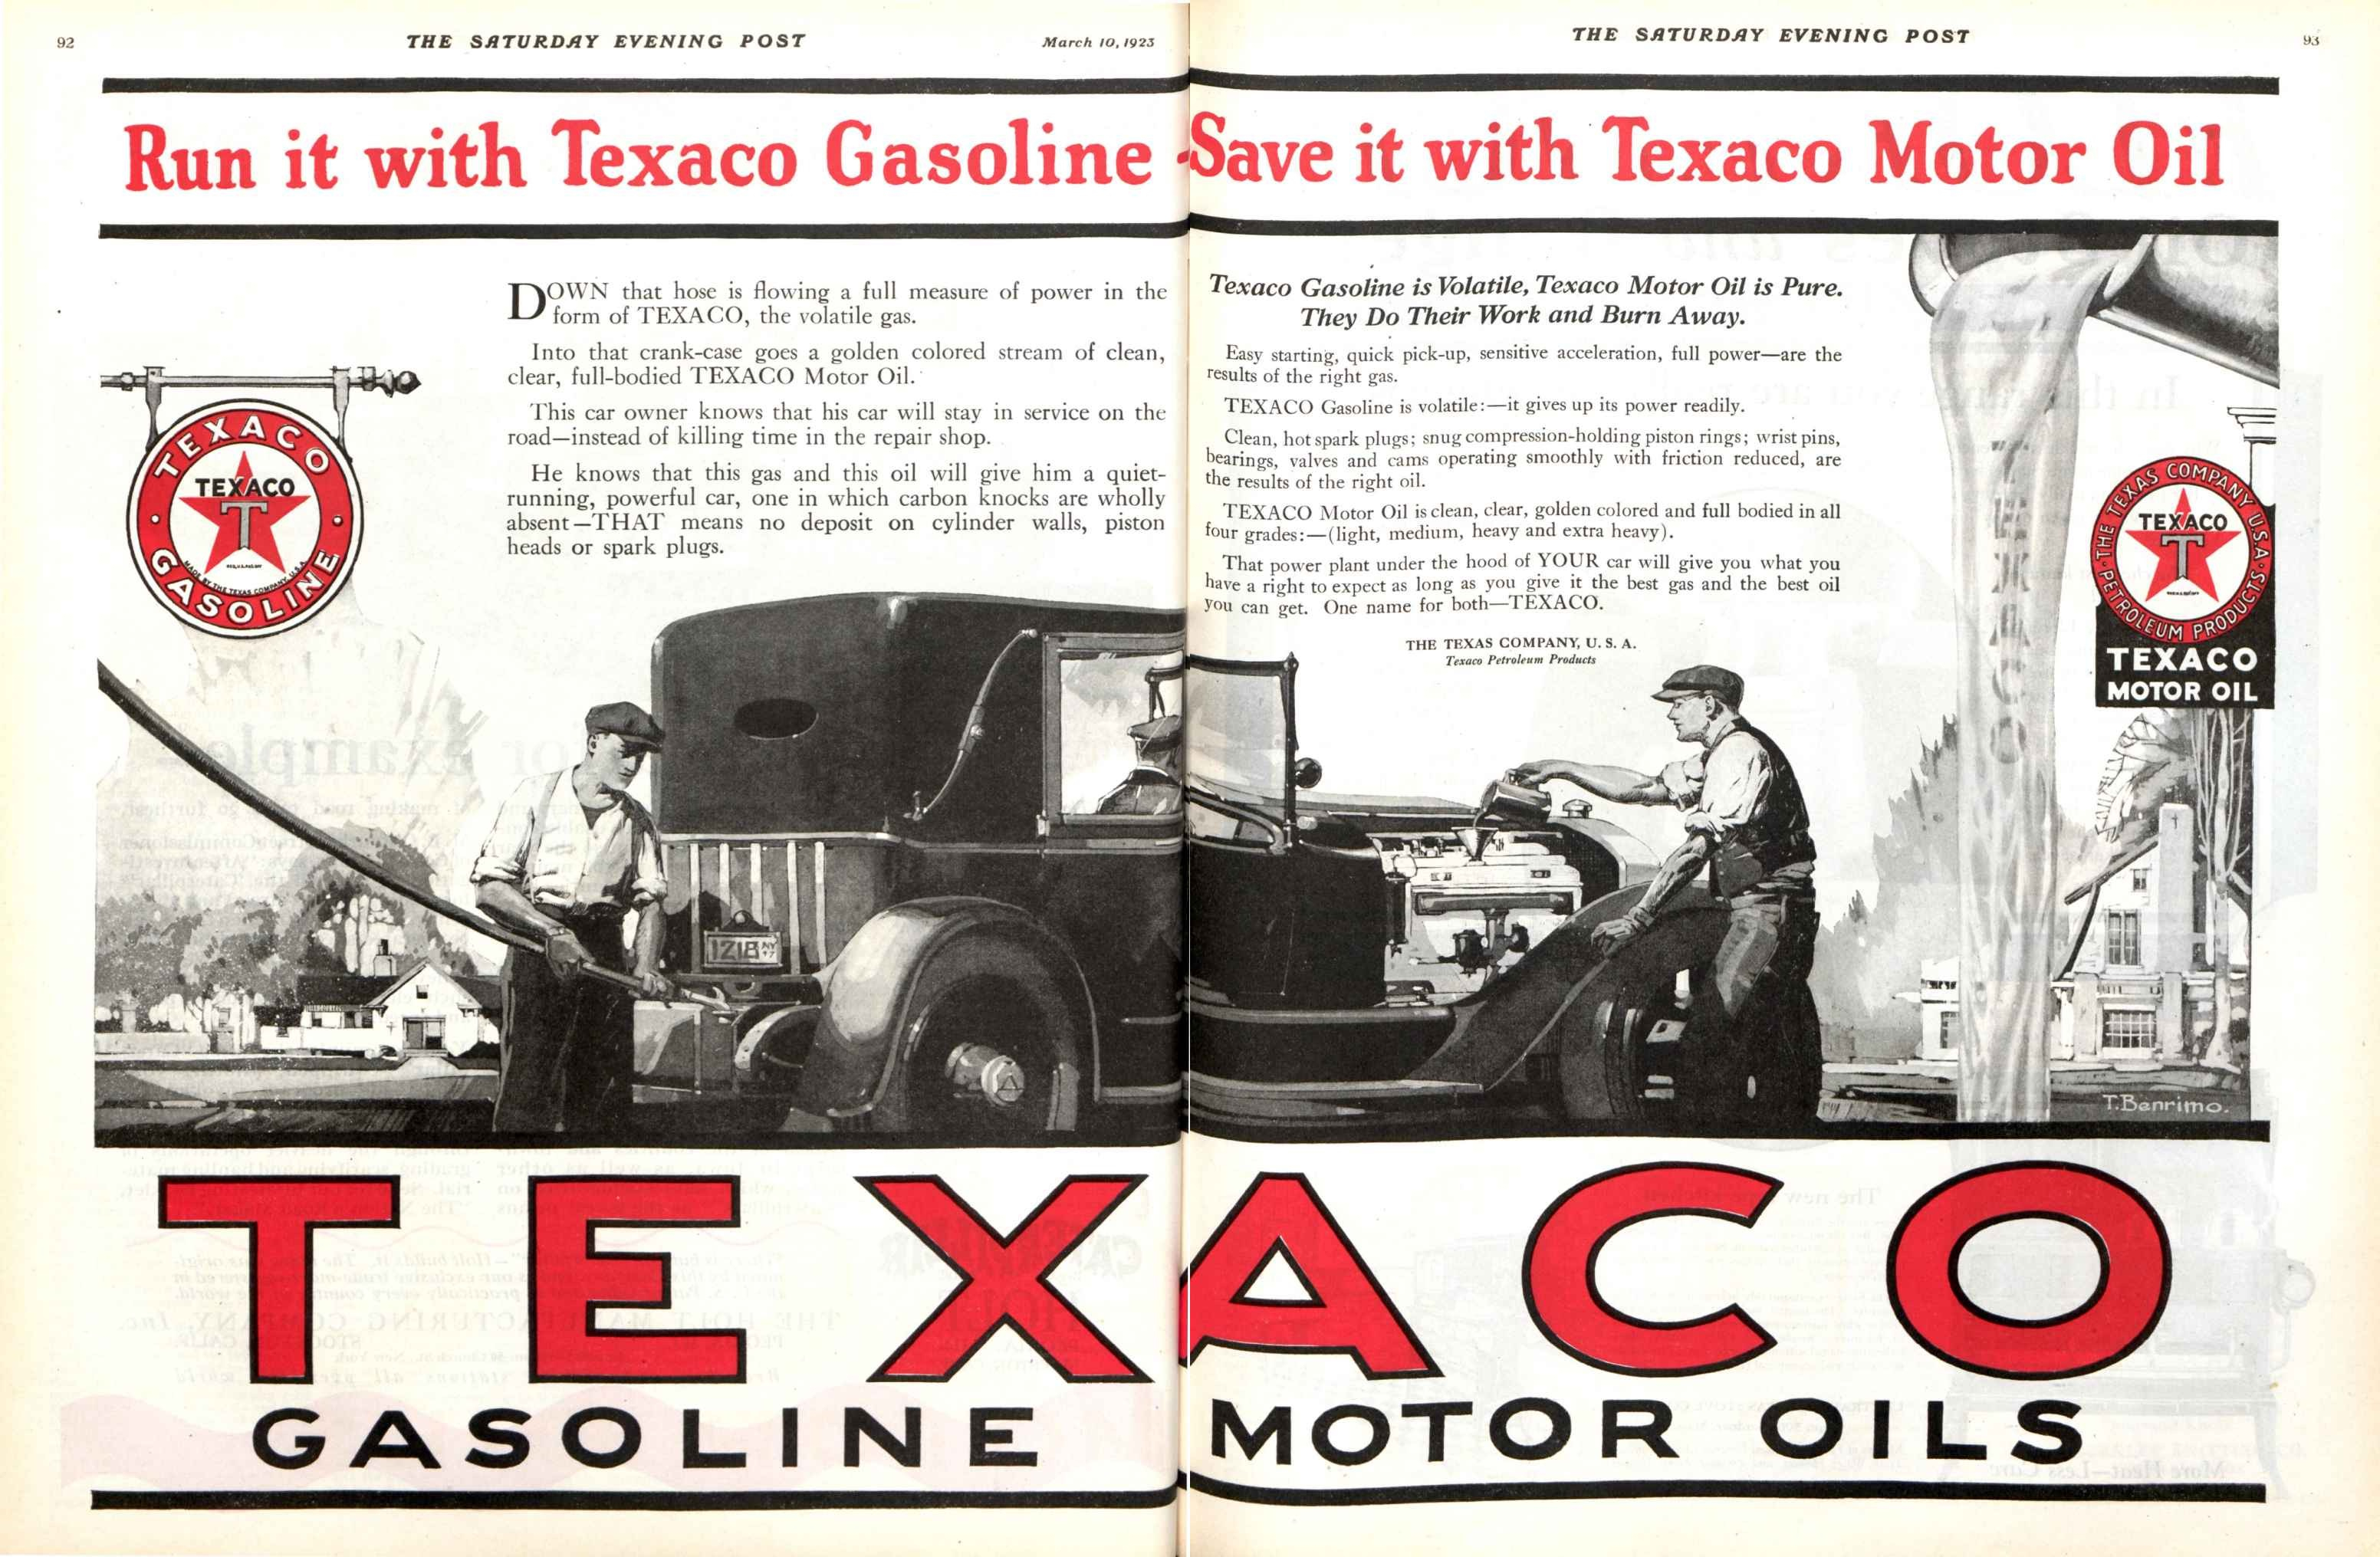 92
THE SATURDAY EVENING POST
March 10, 1923
THE SATURDAY EVENING POST
93
Run it with Texaco Gasoline - Save it with Texaco Motor Oil
DOWN that hose is flowing a full measure of power in the
form of TEXACO, the volatile gas.
Into that crank-case goes a golden colored stream of clean,
clear, full-bodied TEXACO Motor Oil.
This car owner knows that his car will stay in service on the
road—instead of killing time in the repair shop.
He knows that this gas and this oil will give him a quiet-
running, powerful car, one in which carbon knocks are wholly
absent—THAT means no deposit on cylinder walls, piston
heads or spark plugs.
TEXACO
TEXACO
T
MADE BY THE TEXAS COMPANY, U.S.A.
GASOLINE
1218 NY
Texaco Gasoline is Volatile, Texaco Motor Oil is Pure.
They Do Their Work and Burn Away.
Easy starting, quick pick-up, sensitive acceleration, full power—are the
results of the right gas.
TEXACO Gasoline is volatile:—it gives up its power readily.
Clean, hot spark plugs; snug compression-holding piston rings; wrist pins,
bearings, valves and cams operating smoothly with friction reduced, are
the results of the right oil.
TEXACO Motor Oil is clean, clear, golden colored and full bodied in all
four grades:—(light, medium, heavy and extra heavy).
That power plant under the hood of YOUR car will give you what you
have a right to expect as long as you give it the best gas and the best oil
you can get. One name for both—TEXACO.
THE TEXAS COMPANY, U. S. A.
Texaco Petroleum Products
TEXACO
THE TEXAS COMPANY U.S.A.
TEXACO
T
PETROLEUM PRODUCTS
TEXACO
MOTOR OIL
T. Benrimo.
TEXACO
GASOLINE MOTOR OILS